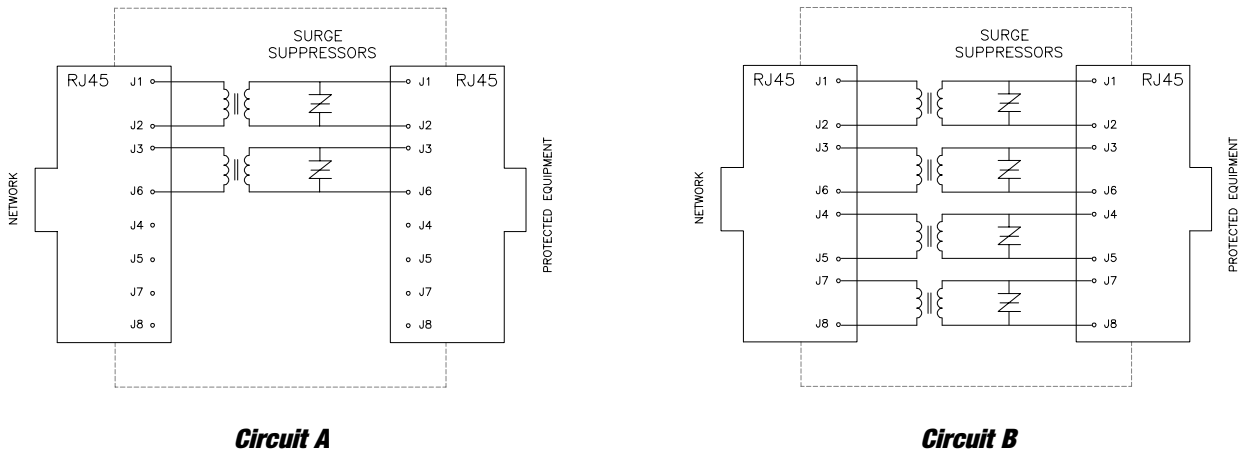 SURGE
SUPPRESSORS
RJ45 J1
J1 RJ45
J2
J2
J3
J3
J6
J6
J4
J4
J5
J5
J7
J7
J8
J8
NETWORK
PROTECTED EQUIPMENT
Circuit A
SURGE
SUPPRESSORS
RJ45 J1
J1 RJ45
J2
J2
J3
J3
J6
J6
J4
J4
J5
J5
J7
J7
J8
J8
NETWORK
PROTECTED EQUIPMENT
Circuit B